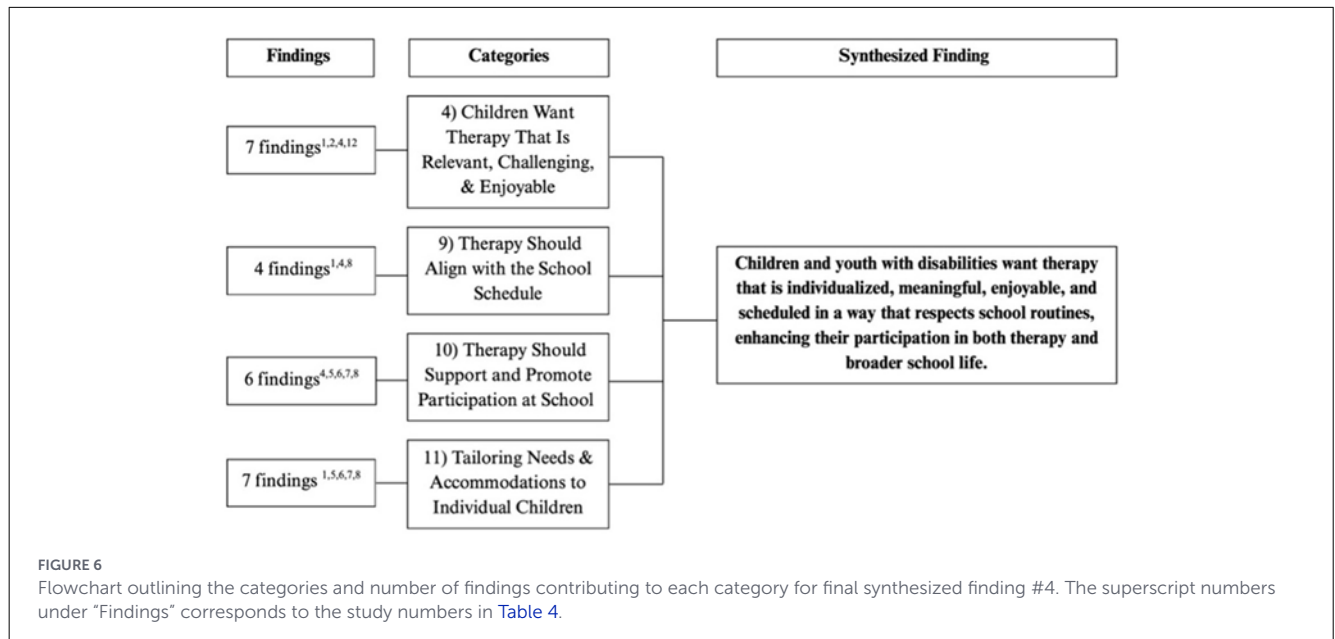 Findings
Categories
Synthesized Finding
7 findings1,2,4,12
4) Children Want
Therapy That Is
Relevant, Challenging,
& Enjoyable
4 findings1,4,8
9) Therapy Should
Align with the School
Schedule
6 findings4,5,6,7,8
10) Therapy Should
Support and Promote
Participation at School
7 findings 1,5,6,7,8
11) Tailoring Needs &
Accommodations to
Individual Children
Children and youth with disabilities want therapy
that is individualized, meaningful, enjoyable, and
scheduled in a way that respects school routines,
enhancing their participation in both therapy and
broader school life.
FIGURE 6
Flowchart outlining the categories and number of findings contributing to each category for final synthesized finding #4. The superscript numbers
under “Findings” corresponds to the study numbers in Table 4.